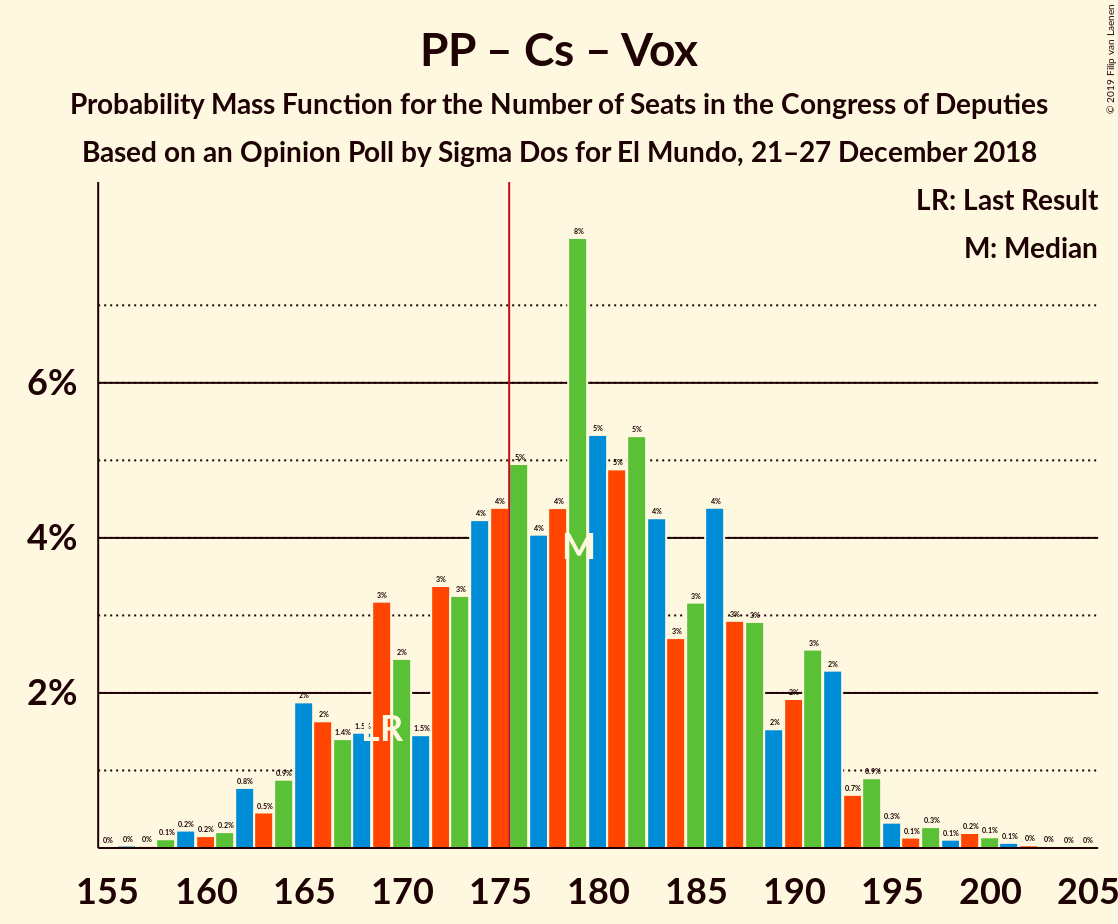 © 2019 Filip van Laenen
PP – Cs – Vox
Probability Mass Function for the Number of Seats in the Congress of Deputies
Based on an Opinion Poll by Sigma Dos for El Mundo, 21–27 December 2018
LR: Last Result
M: Median
6%
4%
2%
0% 0% 0% 0.1% 0.2% 0.2% 0.2% 0.8% 0.5% 0.9% 2% 2% 1.4% 1.5% 3% 2% 1.5% 3% 3% 4% 4% 5% 4% 4% 8% 5% 5% 5% 4% 3% 3% 4% 3% 3% 2% 2% 3% 2% 0.7% 0.9% 0.3% 0.1% 0.3% 0.1% 0.2% 0.1% 0.1% 0% 0% 0% 0%
M
LR
155 160 165 170 175 180 185 190 195 200 205